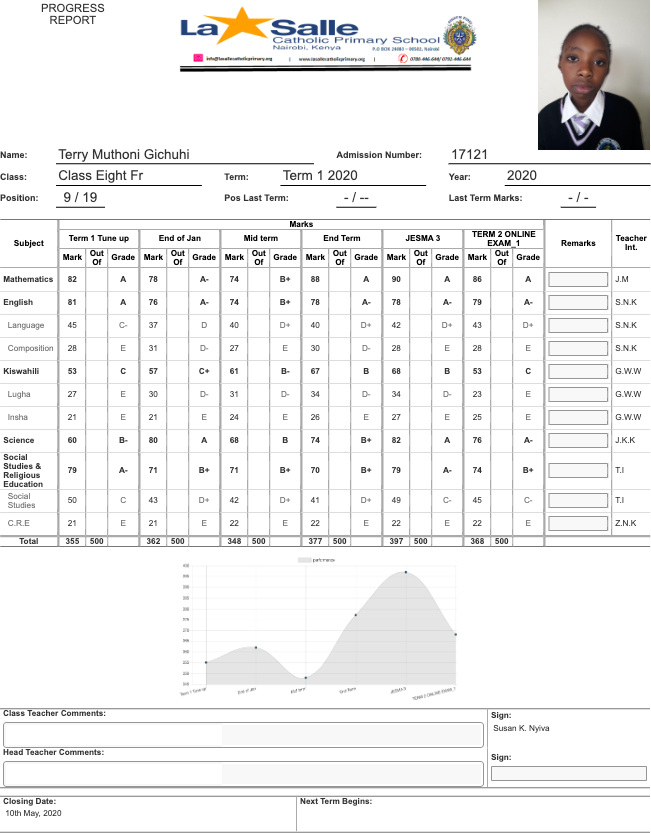 PROGRESS
REPORT
La Salle
Catholic Primary School
Nairobi, Kenya
P.O BOX 24603 – 00502, Nairobi
info@lasallecatholicprimary.org | www.lasallecatholicprimary.org | 0786-446-644/ 0792-446-644
Name: Terry Muthoni Gichuhi Admission Number: 17121
Class: Class Eight Fr Term: Term 1 2020 Year: 2020
Position: 9 / 19 Pos Last Term: - / -- Last Term Marks: - / -
Marks
Subject Term 1 Tune up End of Jan Mid term End Term JESMA 3 TERM 2 ONLINE EXAM_1 Remarks Teacher Int.
Mark Out Of Grade Mark Out Of Grade Mark Out Of Grade Mark Out Of Grade Mark Out Of Grade Mark Out Of Grade
Mathematics 82 A 78 A- 74 B+ 88 A 90 A 86 A J.M
English 81 A 76 A- 74 B+ 78 A- 78 A- 79 A- S.N.K
Language 45 C- 37 D 40 D+ 40 D+ 42 D+ 43 D+ S.N.K
Composition 28 E 31 D- 27 E 30 D- 28 E 28 E S.N.K
Kiswahili 53 C 57 C+ 61 B- 67 B 68 B 53 C G.W.W
Lugha 27 E 30 D- 31 D- 34 D- 34 D- 23 E G.W.W
Insha 21 E 21 E 24 E 26 E 27 E 25 E G.W.W
Science 60 B- 80 A 68 B 74 B+ 82 A 76 A- J.K.K
Social Studies & Religious Education 79 A- 71 B+ 71 B+ 70 B+ 79 A- 74 B+ T.I
Social Studies 50 C 43 D+ 42 D+ 41 D+ 49 C- 45 C- T.I
C.R.E 21 E 21 E 22 E 22 E 22 E 22 E Z.N.K
Total 355 500 362 500 348 500 377 500 397 500 368 500
performance
Term 1 Tune up End of Jan Mid term End Term JESMA 3 TERM 2 ONLINE EXAM_1
Class Teacher Comments:
Sign:
Susan K. Nyiva
Head Teacher Comments:
Sign:
Closing Date:
10th May, 2020
Next Term Begins: